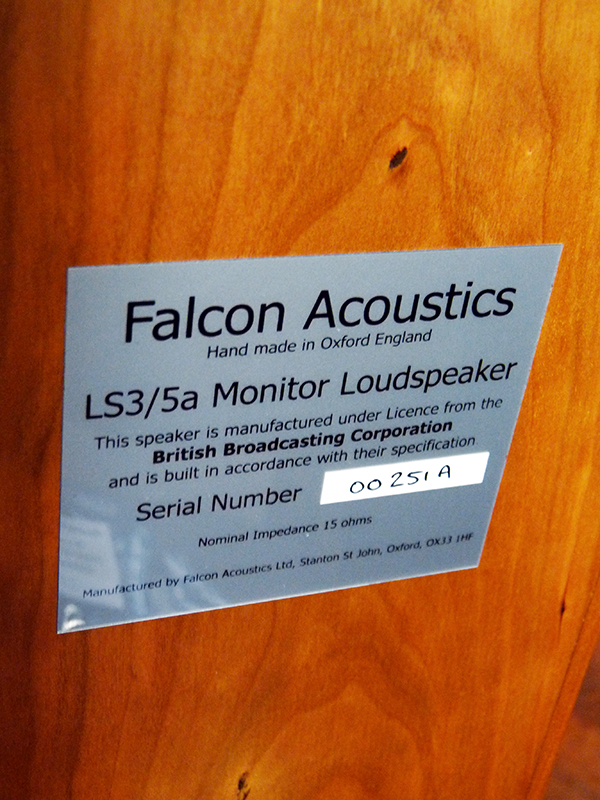 Falcon Acoustics
Hand made in Oxford England
LS3/5a Monitor Loudspeaker
This speaker is manufactured under Licence from the
British Broadcasting Corporation
and is built in accordance with their specification
Serial Number 00251A
Nominal Impedance 15 ohms
Manufactured by Falcon Acoustics Ltd, Stanton St John, Oxford, OX33 1HF